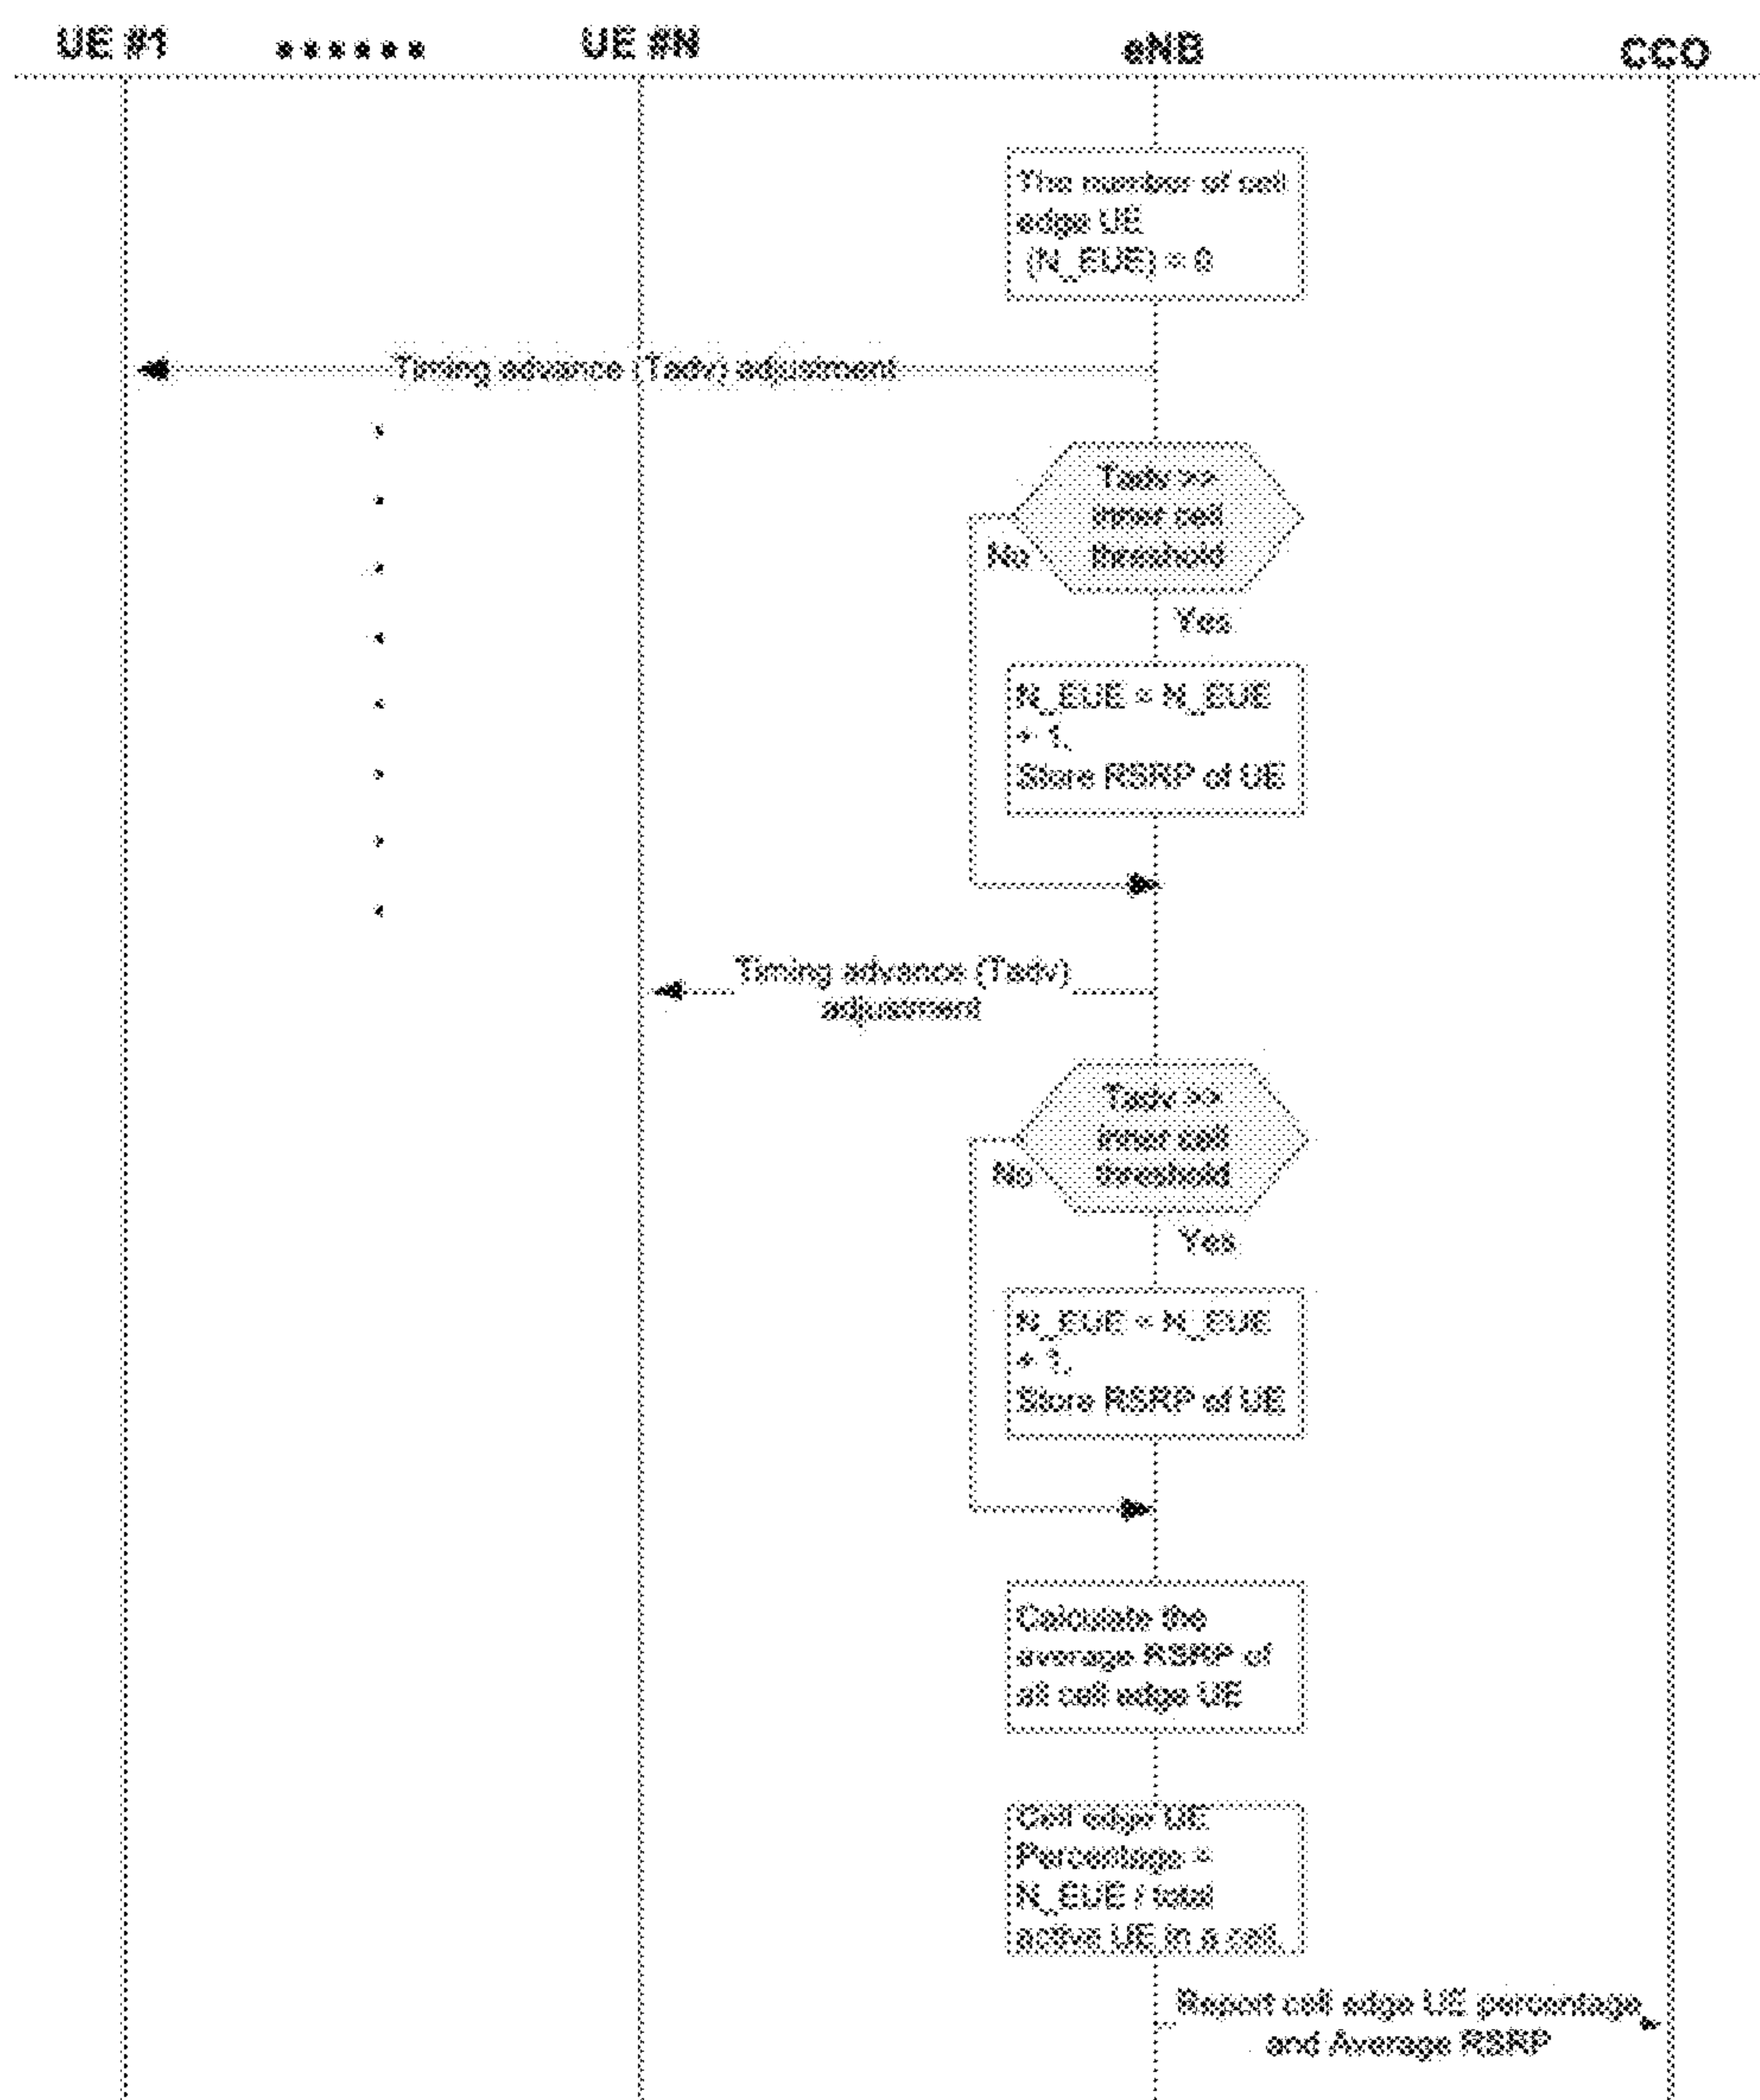 UE #1 UE #N eNB CCO
The number of cell
edge UE
(N_EUE) = 0
Timing advance (Tadv) adjustment
Tadv >>
inner cell
threshold
No
Yes
N_EUE = N_EUE
+ 1,
Store RSRP of UE
Timing advance (Tadv)
adjustment
Tadv >>
inner cell
threshold
No
Yes
N_EUE = N_EUE
+ 1,
Store RSRP of UE
Calculate the
average RSRP of
all cell edge UE
Cell edge UE
Percentage =
N_EUE / total
active UE in a cell.
Report cell edge UE percentage
and Average RSRP